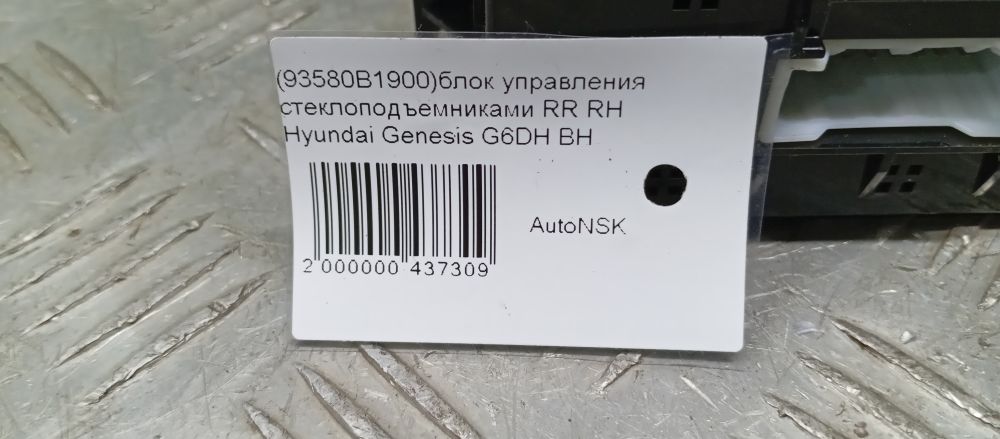 (93580B1900)блок управления
стеклоподъемниками RR RH
Hyundai Genesis G6DH BH
AutoNSK
2 000000 437309